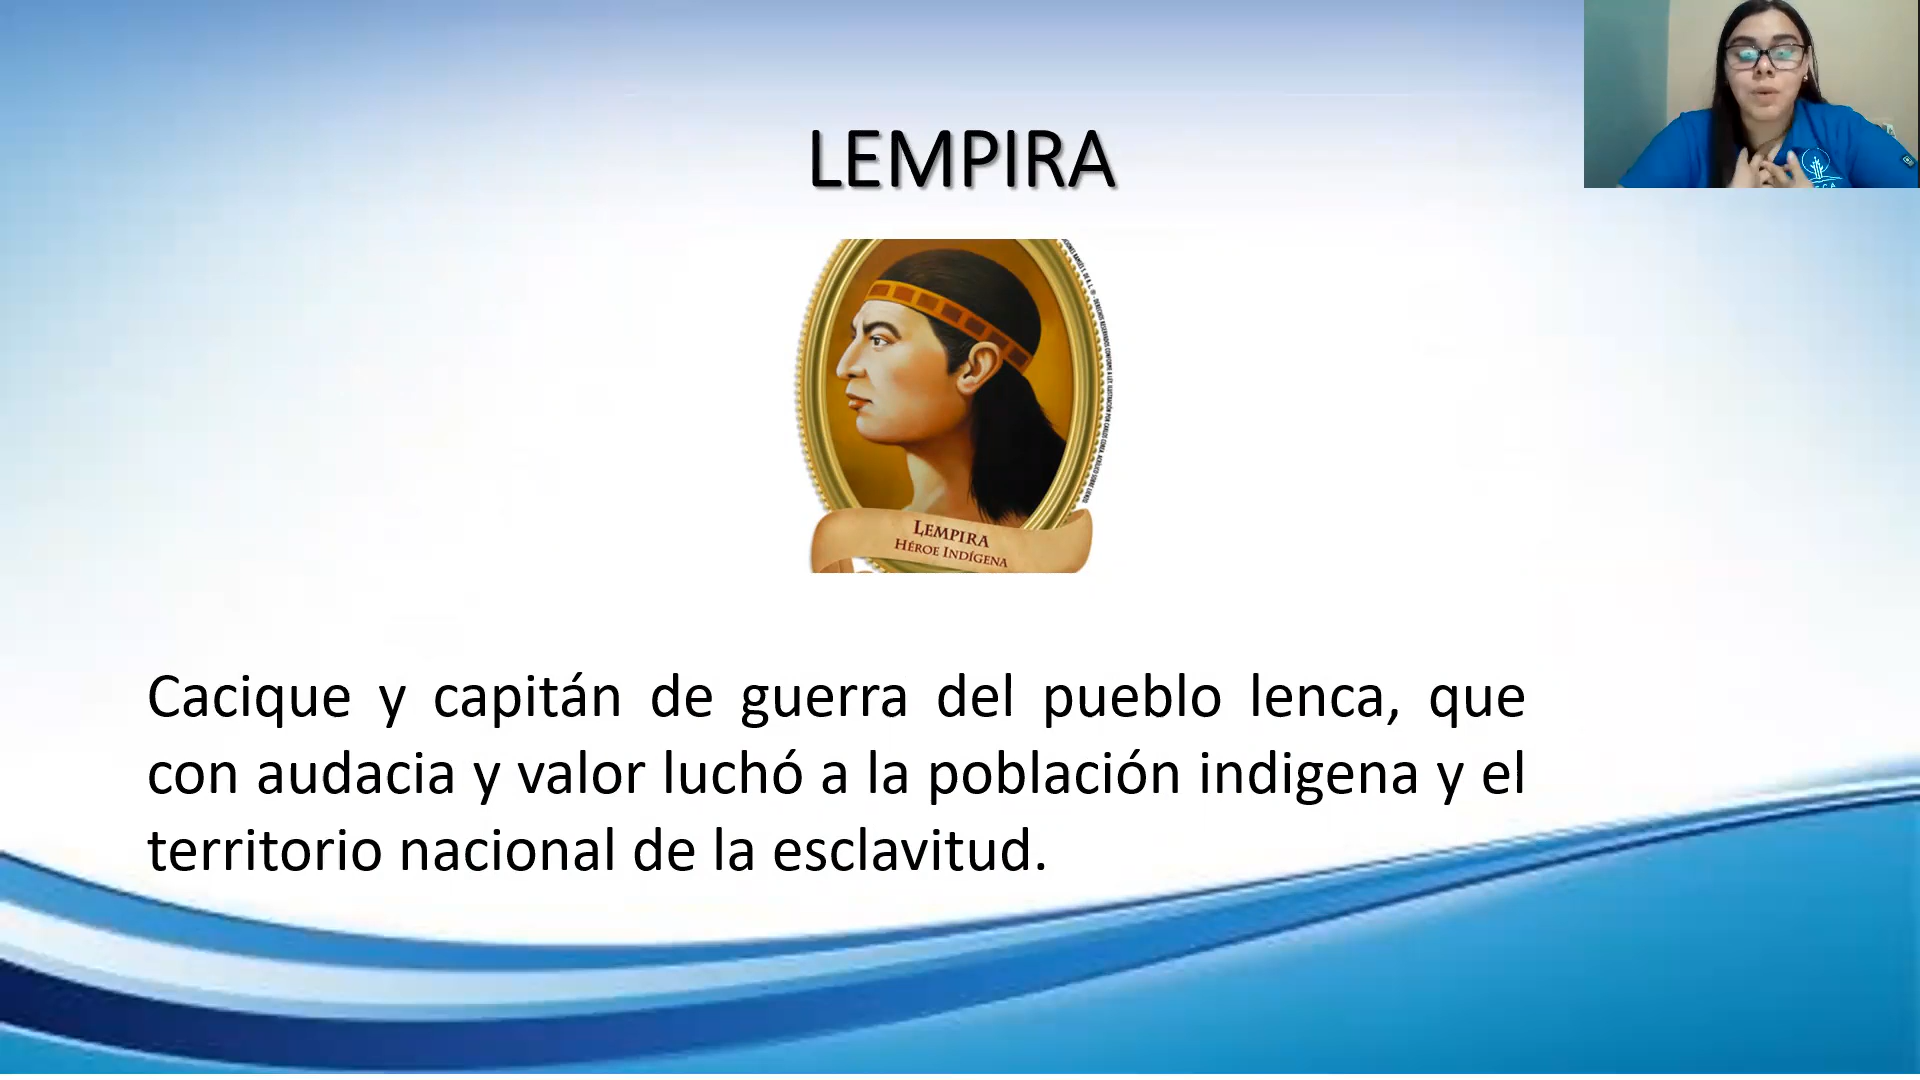 LEMPIRA
LEMPIRA
HÉROE INDÍGENA
Cacique y capitán de guerra del pueblo lenca, que
con audacia y valor luchó a la población indigena y el
territorio nacional de la esclavitud.